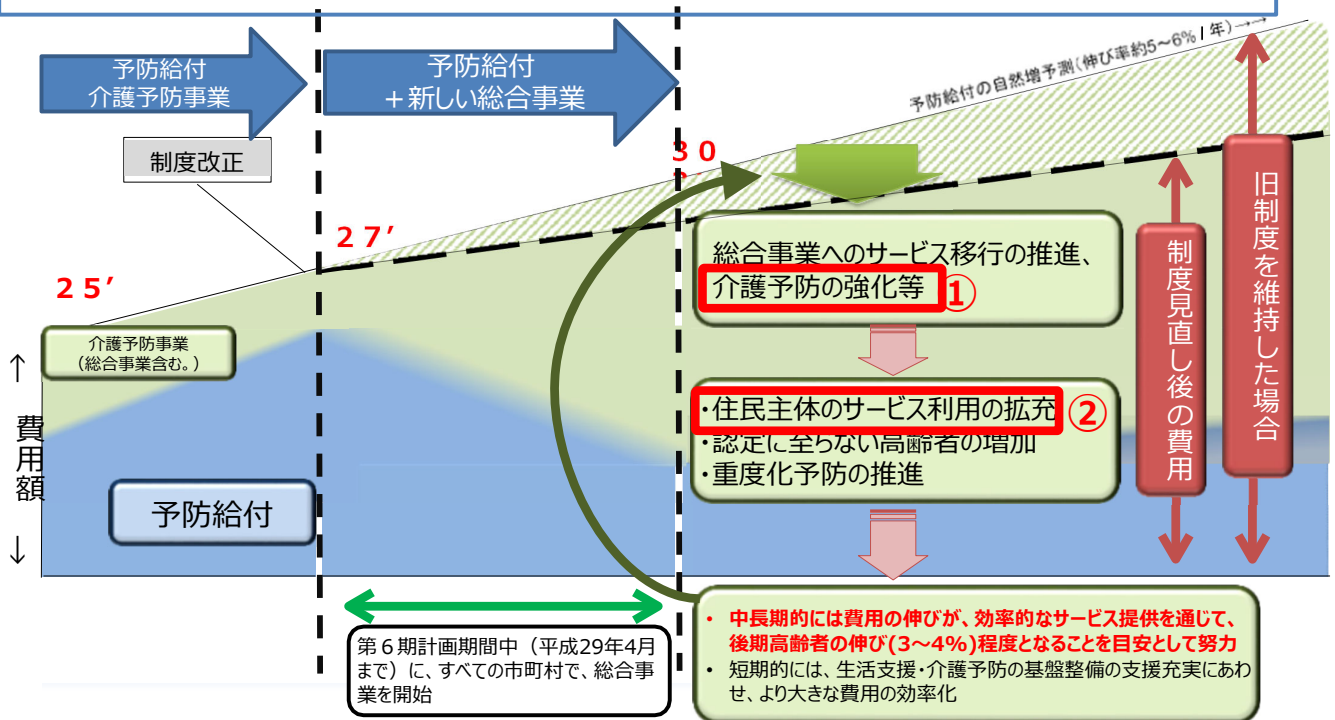 予防給付
介護予防事業
予防給付
＋新しい総合事業
予防給付の自然増予測(伸び率約5～6% / 年)→→
制度改正
３０
２７′
２５′
総合事業へのサービス移行の推進、
介護予防の強化等
①
旧制度を維持した場合
制度見直し後の費用
介護予防事業
（総合事業含む。）
↑
費用額
↓
・住民主体のサービス利用の拡充
②
・認定に至らない高齢者の増加
・重度化予防の推進
予防給付
第６期計画期間中（平成29年4月
まで）に、すべての市町村で、総合事
業を開始
• 中長期的には費用の伸びが、効率的なサービス提供を通じて、
後期高齢者の伸び(3～4%)程度となることを目安として努力
• 短期的には、生活支援・介護予防の基盤整備の支援充実にあわ
せ、より大きな費用の効率化